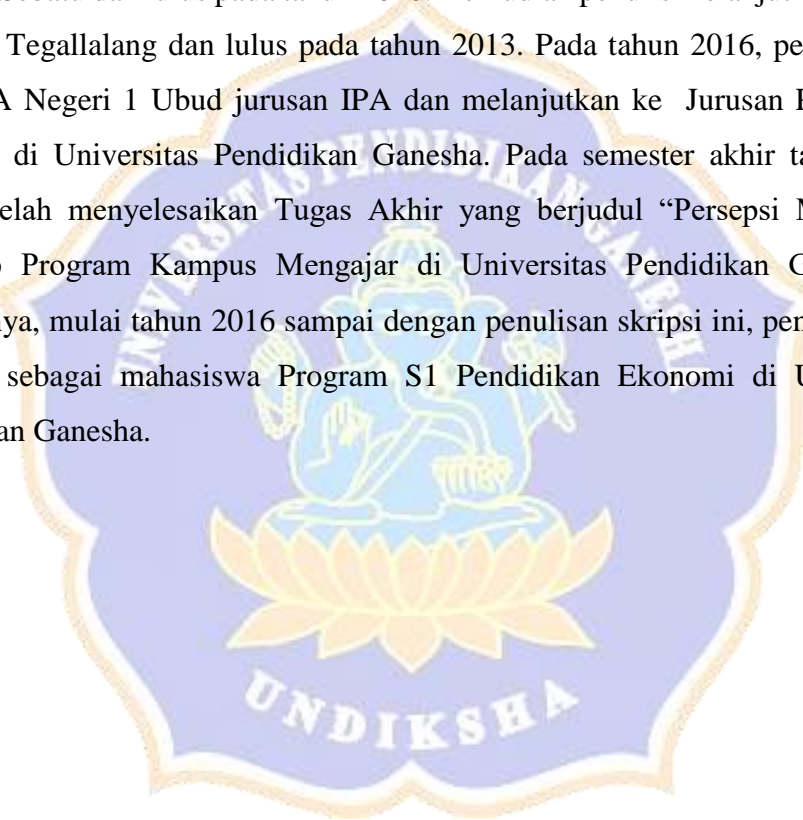 Tegallalang dan lulus pada tahun 2013. Pada tahun 2016, pe
A Negeri 1 Ubud jurusan IPA dan melanjutkan ke Jurusan
di Universitas Pendidikan Ganesha. Pada semester akhir ta
elah menyelesaikan Tugas Akhir yang berjudul “Persepsi M
Program Kampus Mengajar di Universitas Pendidikan G
nya, mulai tahun 2016 sampai dengan penulisan skripsi ini, pen
sebagai mahasiswa Program S1 Pendidikan Ekonomi di U
an Ganesha.
UNIVERSITAS PENDIDIKAN GANESHA
UNDIKSHA